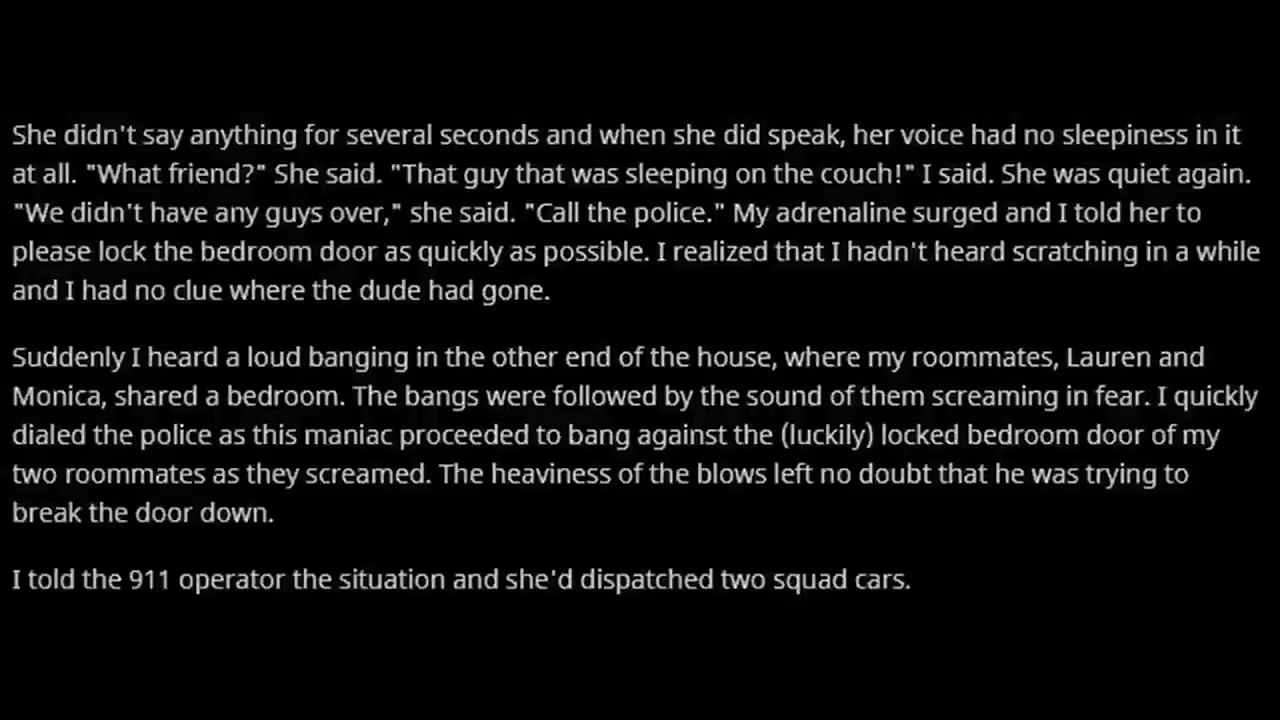 She didn't say anything for several seconds and when she did speak, her voice had no sleepiness in it
at all. "What friend?" She said. "That guy that was sleeping on the couch!" I said. She was quiet again.
"We didn't have any guys over," she said. "Call the police." My adrenaline surged and I told her to
please lock the bedroom door as quickly as possible. I realized that I hadn't heard scratching in a while
and I had no clue where the dude had gone.
Suddenly I heard a loud banging in the other end of the house, where my roommates, Lauren and
Monica, shared a bedroom. The bangs were followed by the sound of them screaming in fear. I quickly
dialed the police as this maniac proceeded to bang against the (luckily) locked bedroom door of my
two roommates as they screamed. The heaviness of the blows left no doubt that he was trying to
break the door down.
I told the 911 operator the situation and she'd dispatched two squad cars.